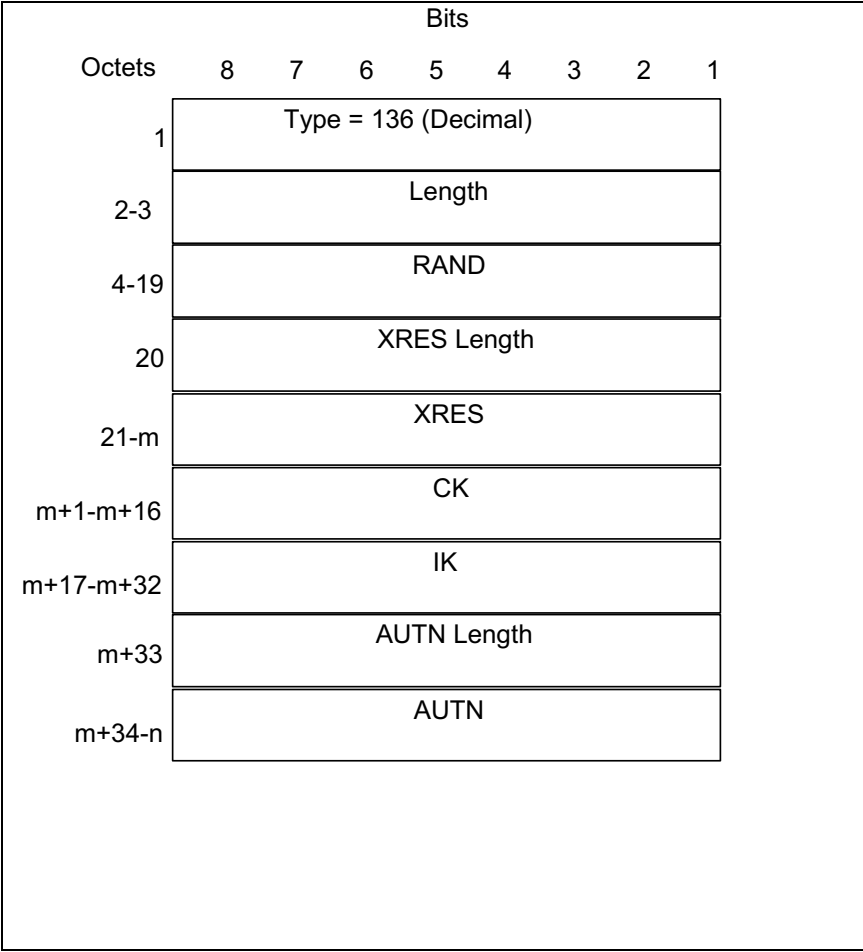 Bits
Octets 8 7 6 5 4 3 2 1
1 Type = 136 (Decimal)
2-3 Length
4-19 RAND
20 XRES Length
21-m XRES
m+1-m+16 CK
m+17-m+32 IK
m+33 AUTN Length
m+34-n AUTN